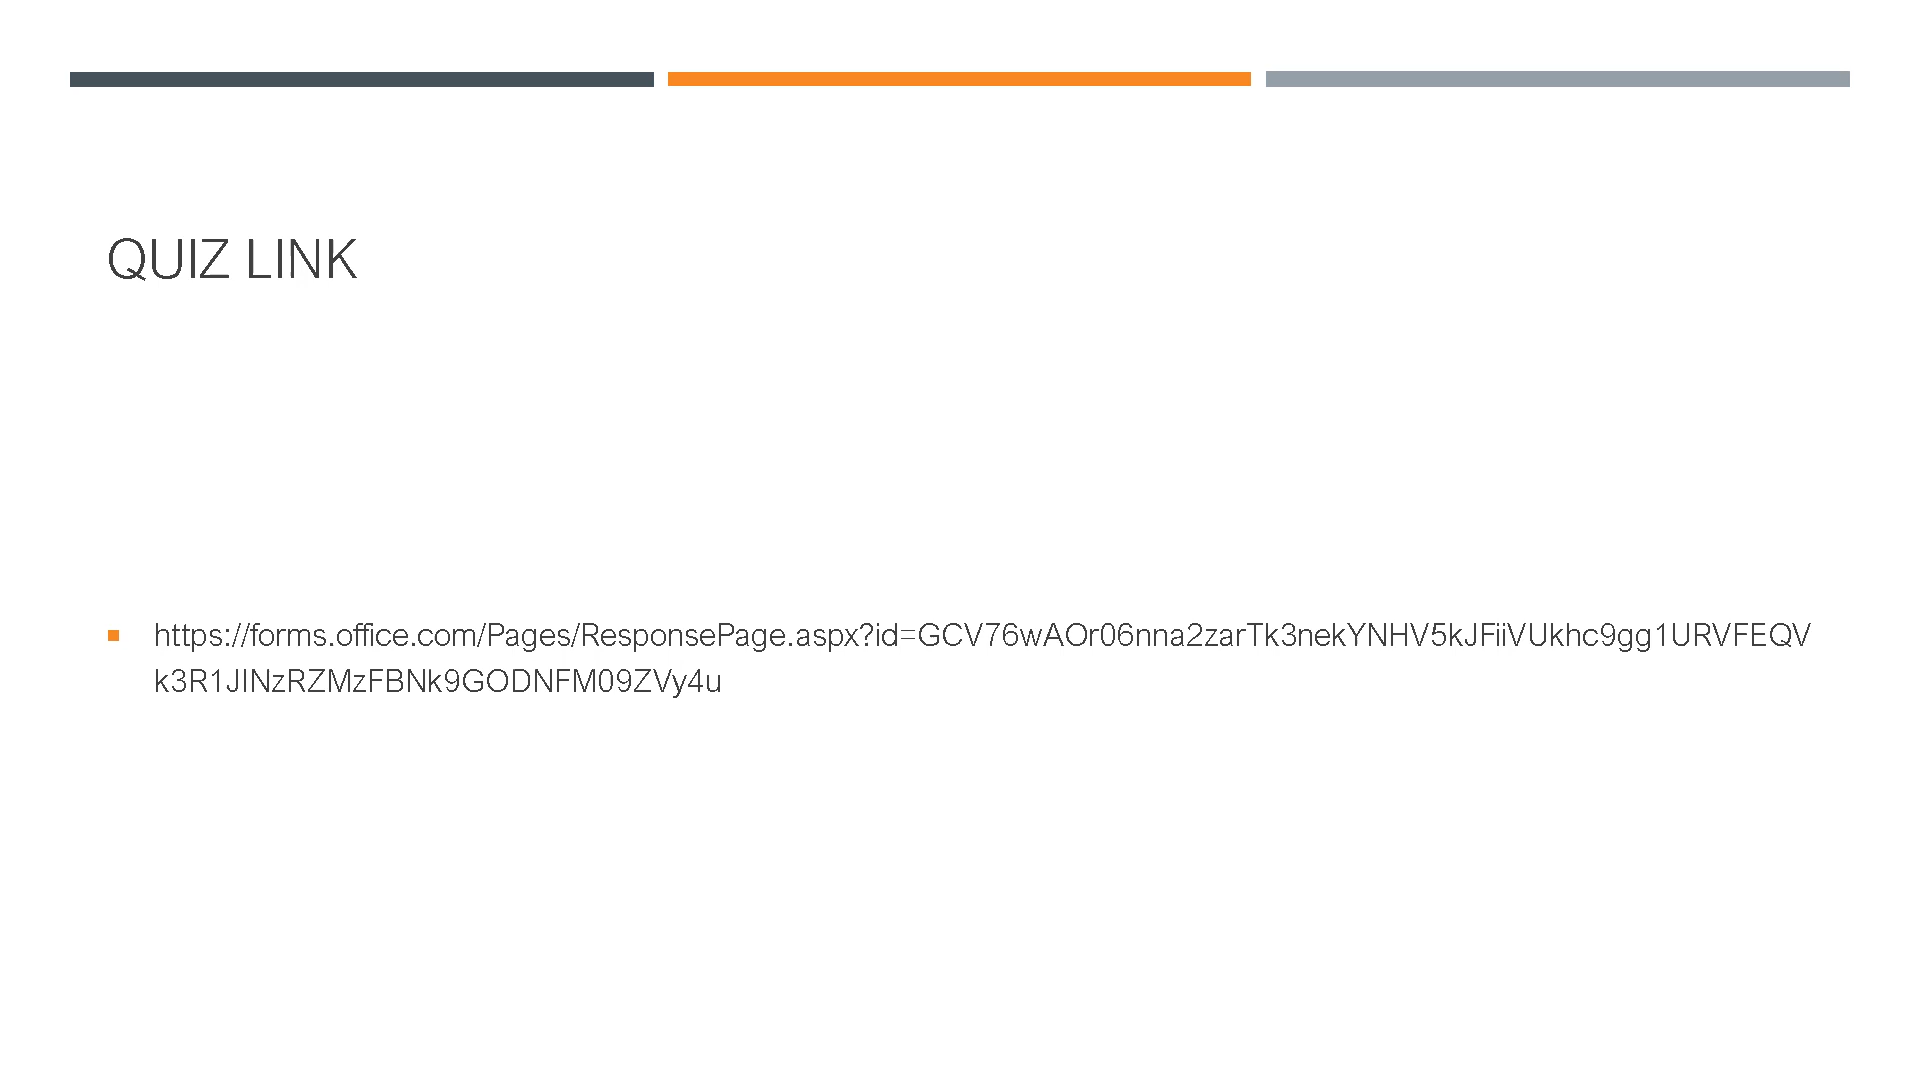 QUIZ LINK
https://forms.office.com/Pages/ResponsePage.aspx?id=GCV76wAOr06nna2zarTk3nekYNHV5kJFiiVUkhc9gg1URVFEQV
k3R1JINzRZMzFBNk9GODNFM09ZVy4u